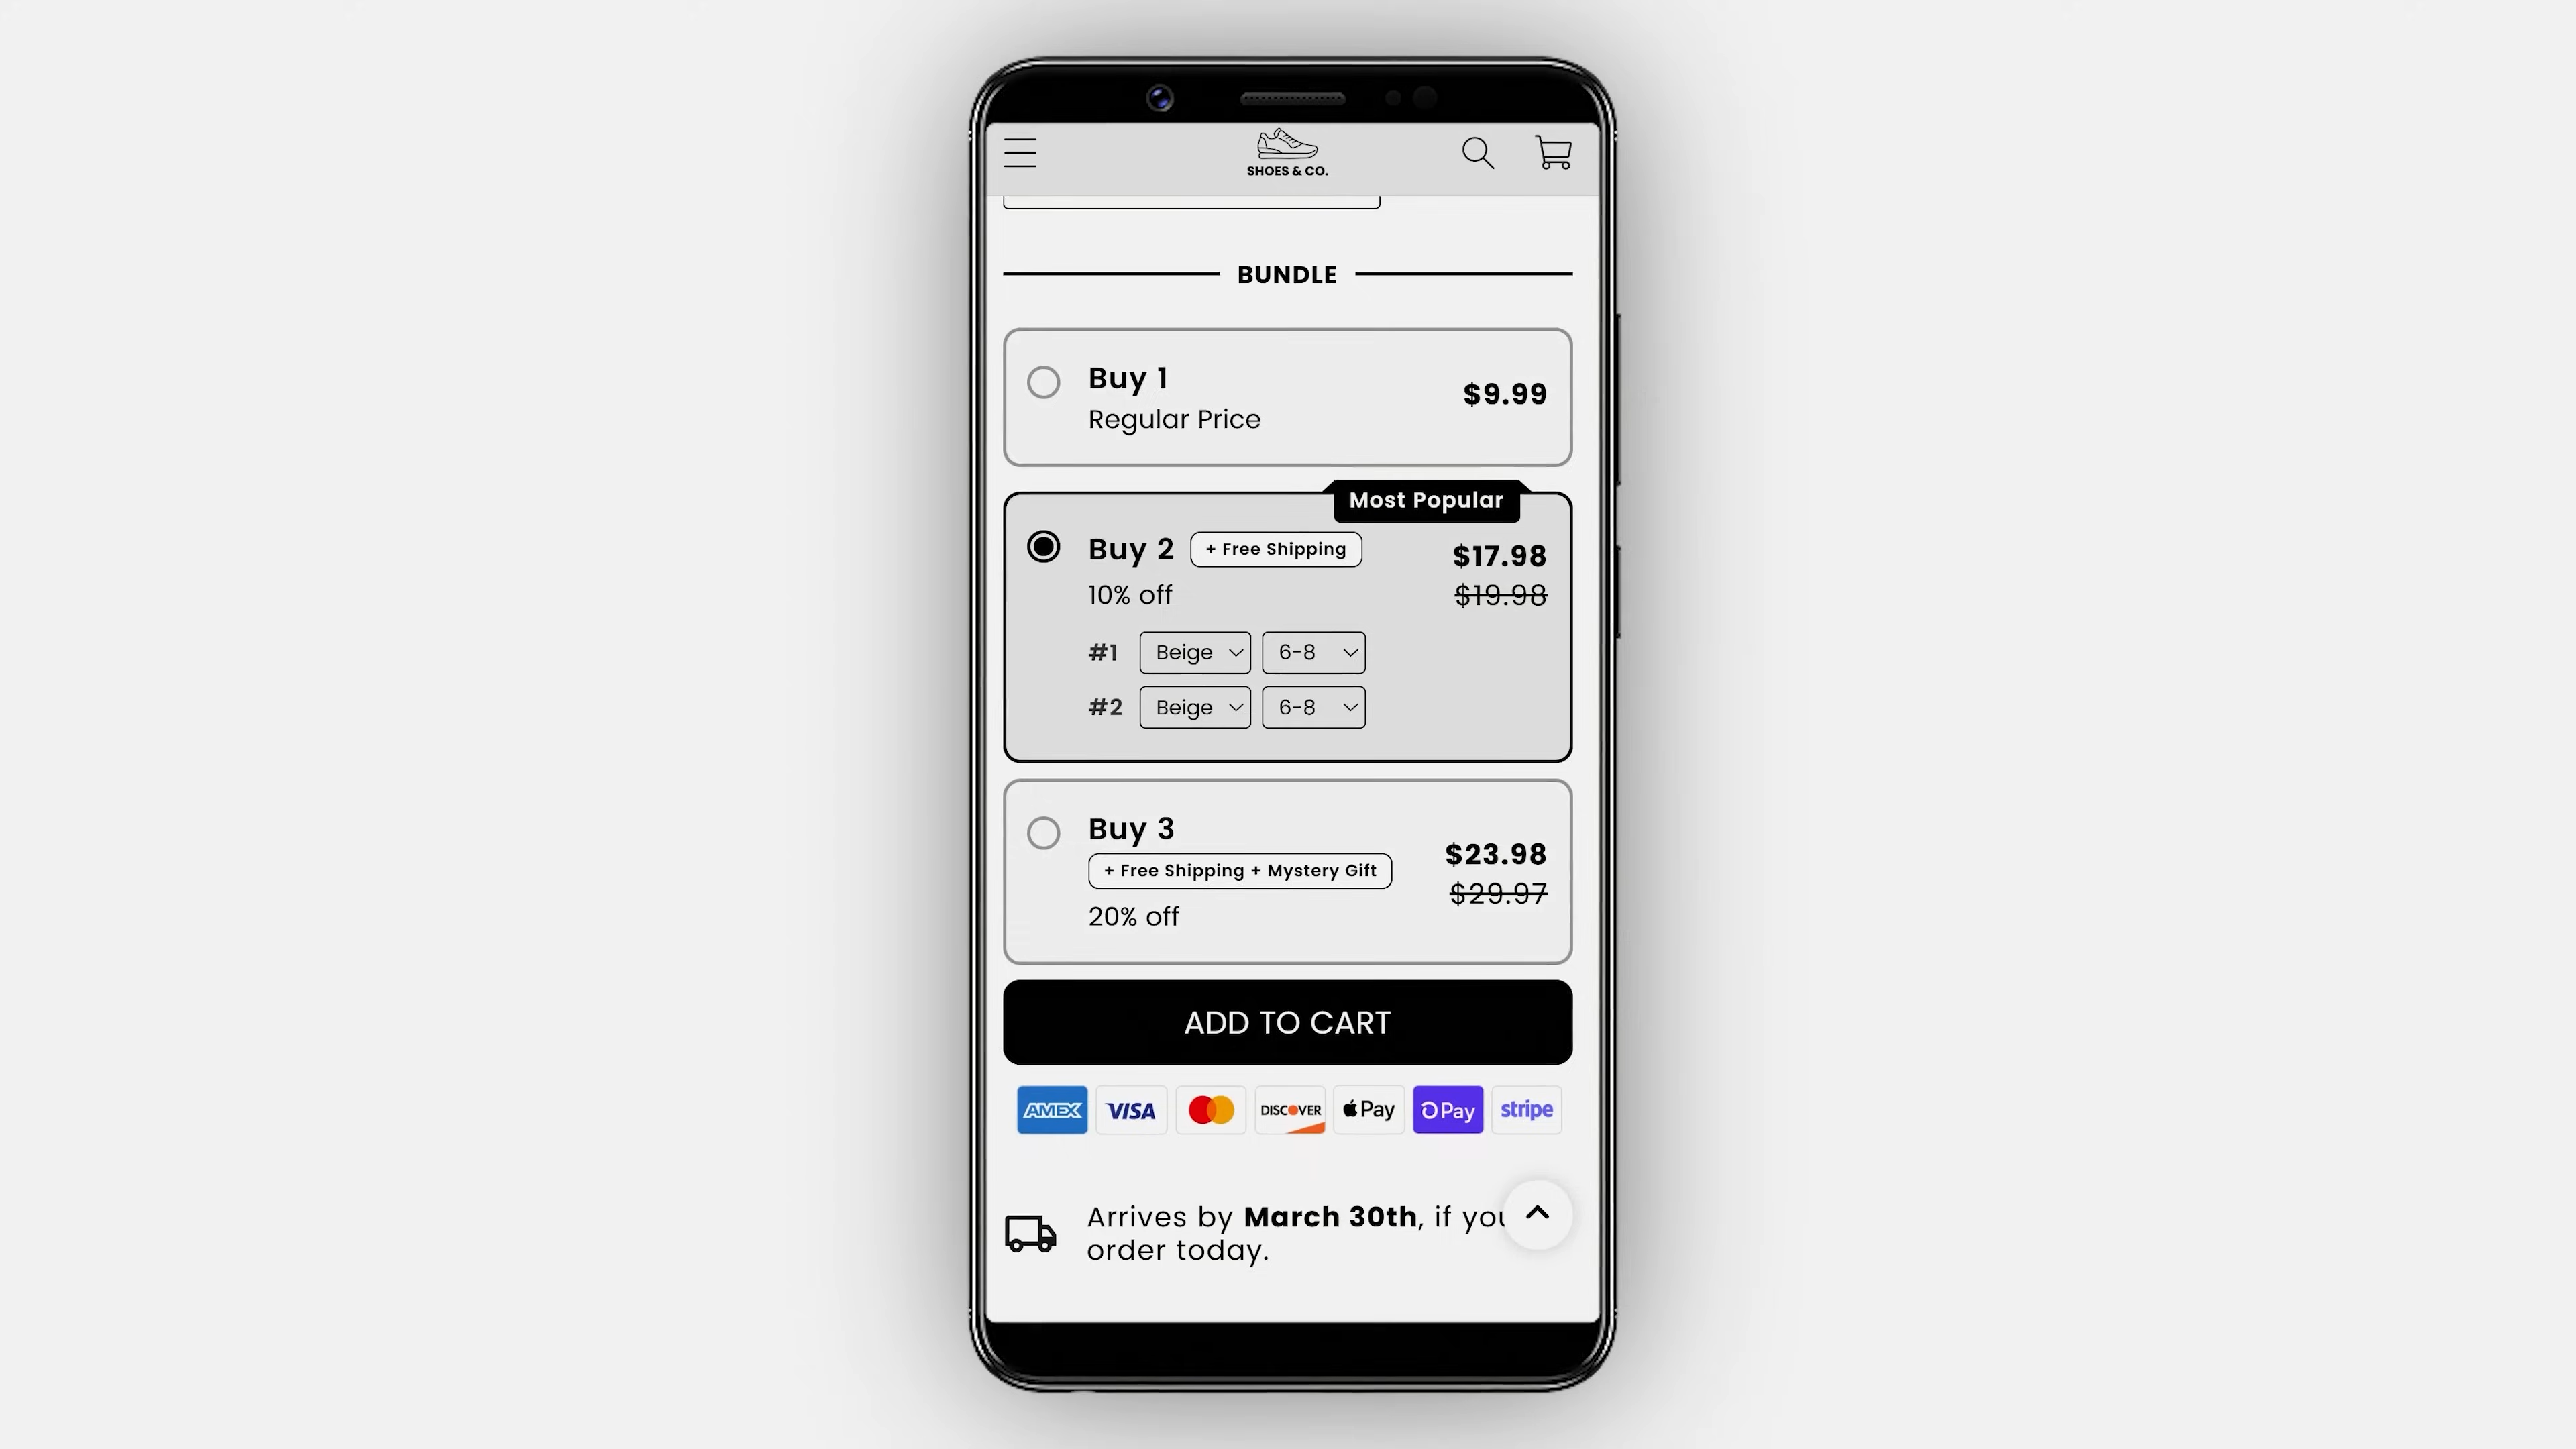 SHOES & CO.
BUNDLE
Buy 1
Regular Price
$9.99
Most Popular
Buy 2
+ Free Shipping
10% off
$17.98
$19.98
#1
Beige
6-8
#2
Beige
6-8
Buy 3
+ Free Shipping + Mystery Gift
20% off
$23.98
$29.97
ADD TO CART
AMEX
VISA
DISCOVER
Pay
Pay
stripe
Arrives by March 30th, if you
order today.